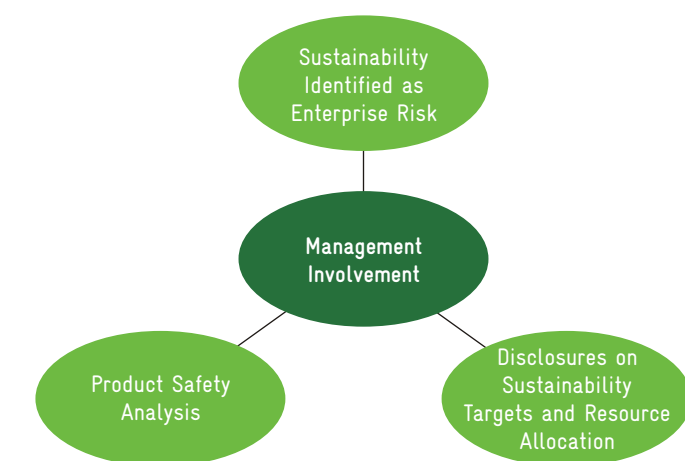 Sustainability
Identified as
Enterprise Risk
Management
Involvement
Product Safety
Analysis
Disclosures on
Sustainability
Targets and Resource
Allocation